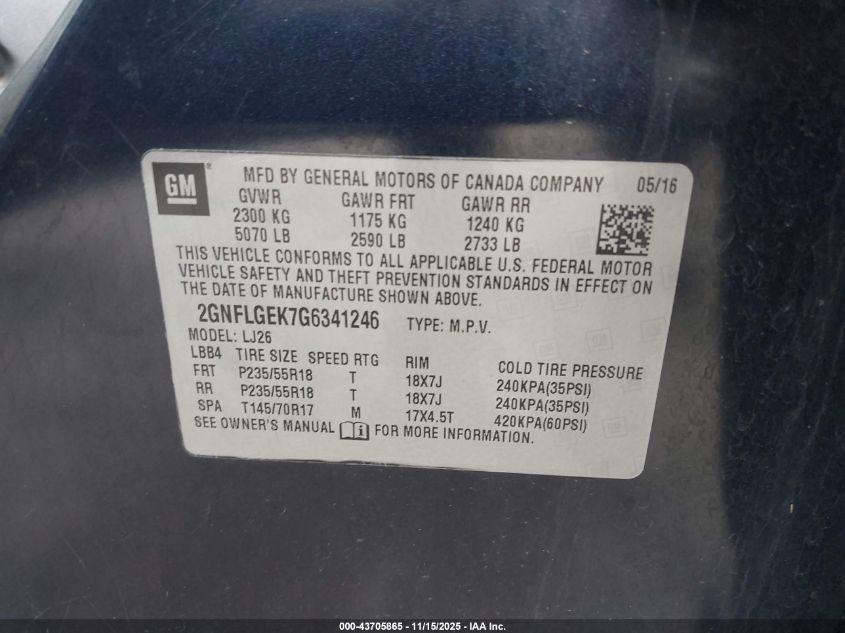 GM ® MFD BY GENERAL MOTORS OF CANADA COMPANY 05/16
GVWR GAWR FRT GAWR RR
2300 KG 1175 KG 1240 KG
5070 LB 2590 LB 2733 LB
THIS VEHICLE CONFORMS TO ALL APPLICABLE U.S. FEDERAL MOTOR
VEHICLE SAFETY AND THEFT PREVENTION STANDARDS IN EFFECT ON
THE DATE OF MANUFACTURE SHOWN ABOVE.
2GNFLGEK7G6341246 TYPE: M.P.V.
MODEL: LJ26
LBB4 TIRE SIZE SPEED RTG RIM COLD TIRE PRESSURE
FRT P235/55R18 T 18X7J 240KPA(35PSI)
RR P235/55R18 T 18X7J 240KPA(35PSI)
SPA T145/70R17 M 17X4.5T 420KPA(60PSI)
SEE OWNER'S MANUAL FOR MORE INFORMATION.
000-43705865 - 11/15/2025 - IAA Inc.